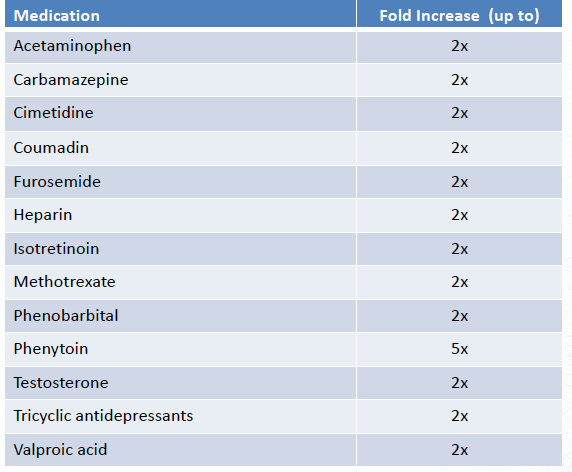 Medication Fold Increase (up to)
Acetaminophen 2x
Carbamazepine 2x
Cimetidine 2x
Coumadin 2x
Furosemide 2x
Heparin 2x
Isotretinoin 2x
Methotrexate 2x
Phenobarbital 2x
Phenytoin 5x
Testosterone 2x
Tricyclic antidepressants 2x
Valproic acid 2x